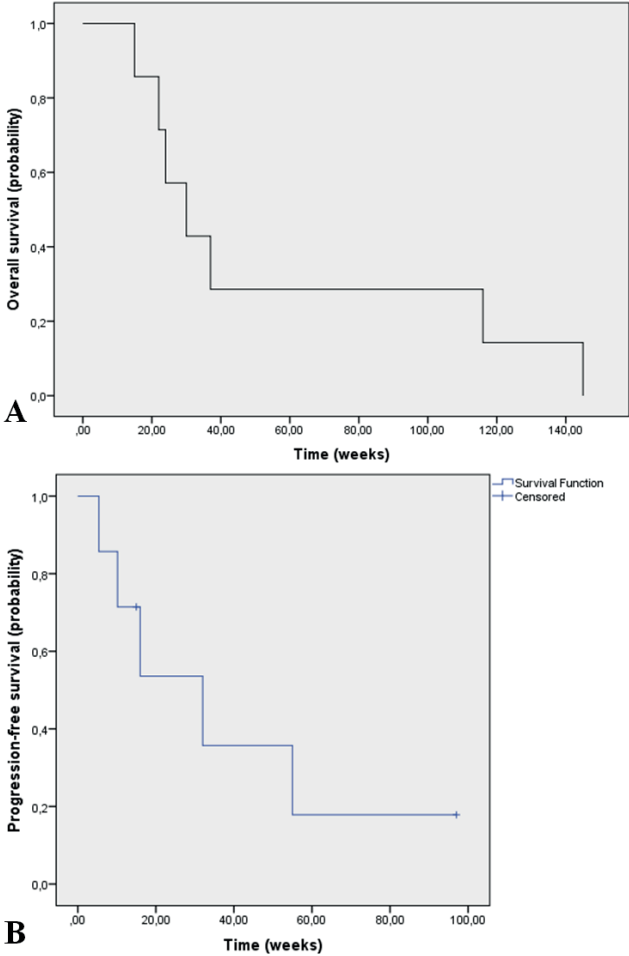 1,0
0,8
0,6
0,4
0,2
0,0
Overall survival (probability)
,00 20,00 40,00 60,00 80,00 100,00 120,00 140,00
Time (weeks)
A
Survival Function
Censored
1,0
0,8
0,6
0,4
0,2
0,0
Progression-free survival (probability)
,00 20,00 40,00 60,00 80,00 100,00
Time (weeks)
B